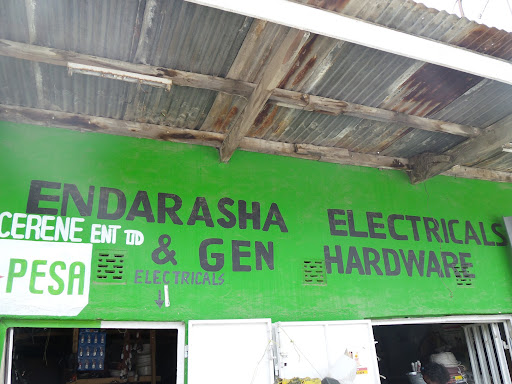 ENDARASHA ELECTRICALS
& GEN HARDWARE
ELECTRICALS
CERENE ENT LTD
-PESA